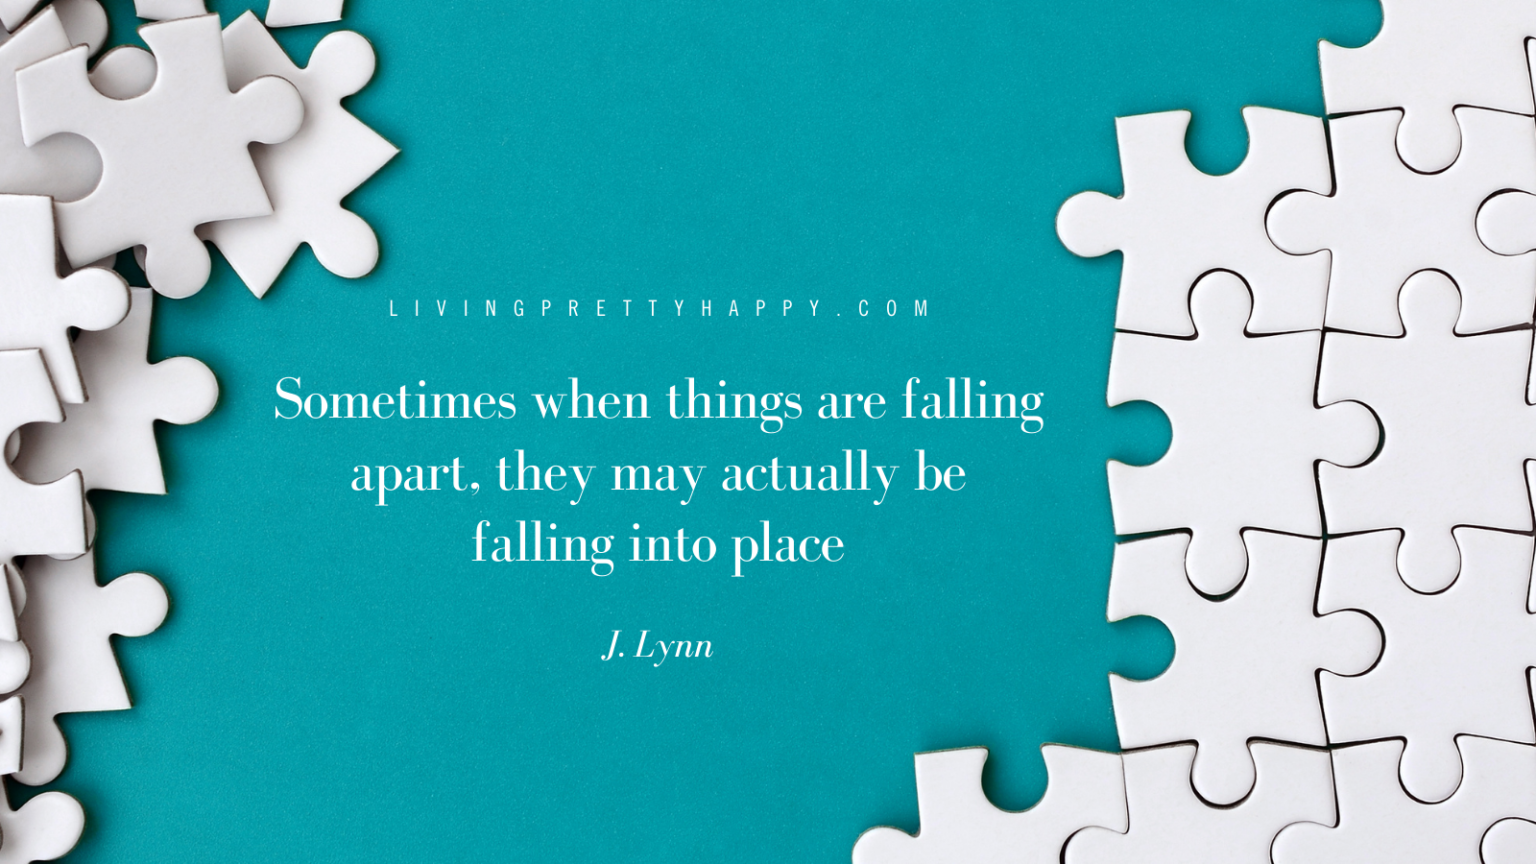 LIVINGPRETTYHAPPY.COM
Sometimes when things are falling
apart, they may actually be
falling into place
J. Lynn